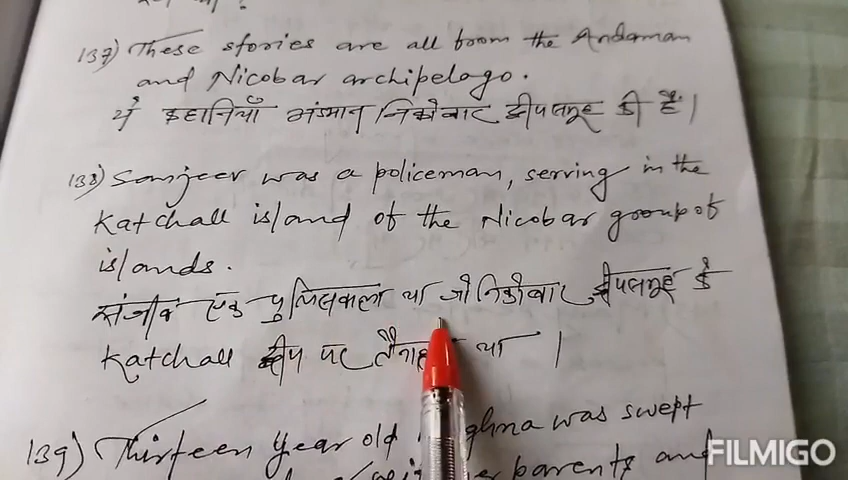 137) These stories are all from the Andaman
and Nicobar archipelago.
ये कहानियाँ अंडमान निकोबार द्वीपसमूह की हैं।
138) Sanjeev was a policeman, serving in the
Katchall island of the Nicobar group of
islands.
संजीव एक पुलिसवाला था जो निकोबार द्वीपसमूह के
Katchall द्वीप पर था।
139) Thirteen year old was swept
parents and
FILMIGO